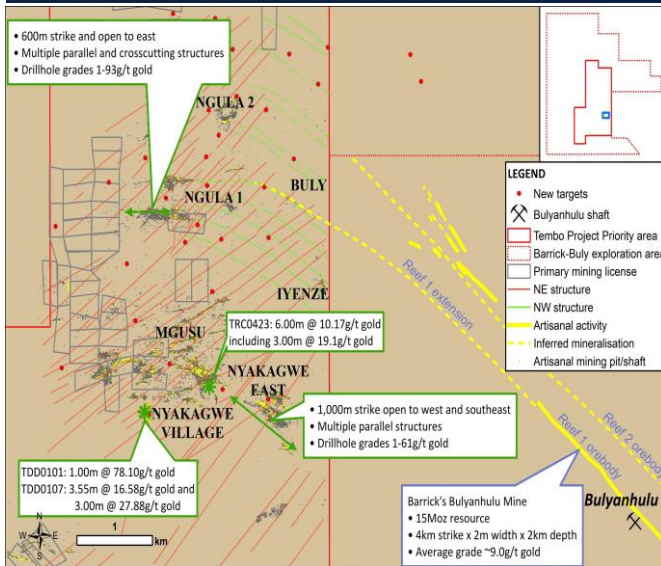 • 600m strike and open to east
• Multiple parallel and crosscutting structures
• Drillhole grades 1-93g/t gold
NGULA 2
NGULA 1
BULY
IYENZE
MGUSU
TRC0423: 6.00m @ 10.17g/t gold
including 3.00m @ 19.1g/t gold
NYAKAGWE
EAST
NYAKAGWE
VILLAGE
• 1,000m strike open to west and southeast
• Multiple parallel structures
• Drillhole grades 1-61g/t gold
TDD0101: 1.00m @ 78.10g/t gold
TDD0107: 3.55m @ 16.58g/t gold and
3.00m @ 27.88g/t gold
N
W E
S
1
km
LEGEND
New targets
Bulyanhulu shaft
Tembo Project Priority area
Barrick-Buly exploration area
Primary mining license
NE structure
NW structure
Artisanal activity
Inferred mineralisation
Artisanal mining pit/shaft
Reef 1 extension
Reef 1 orebody
Reef 2 orebody
Bulyanhulu
Barrick's Bulyanhulu Mine
• 15Moz resource
• 4km strike x 2m width x 2km depth
• Average grade ~9.0g/t gold